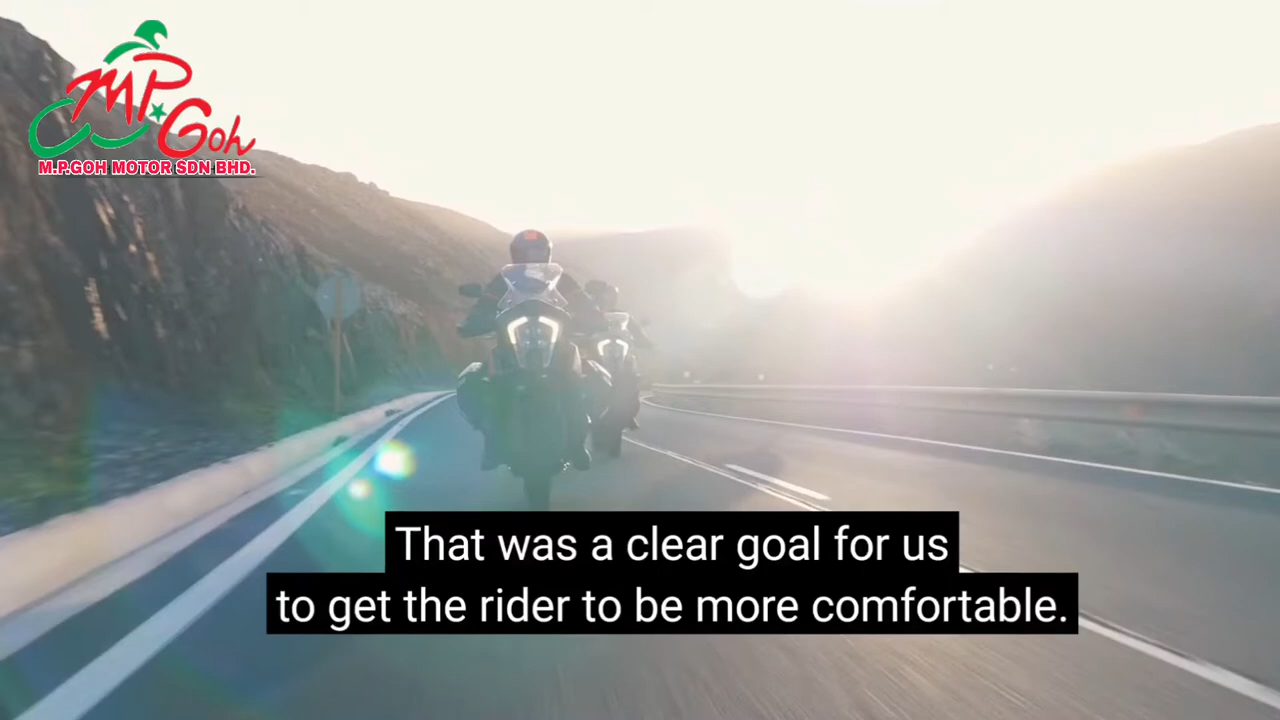 MP Goh
M.P.GOH MOTOR SDN BHD.
That was a clear goal for us
to get the rider to be more comfortable.